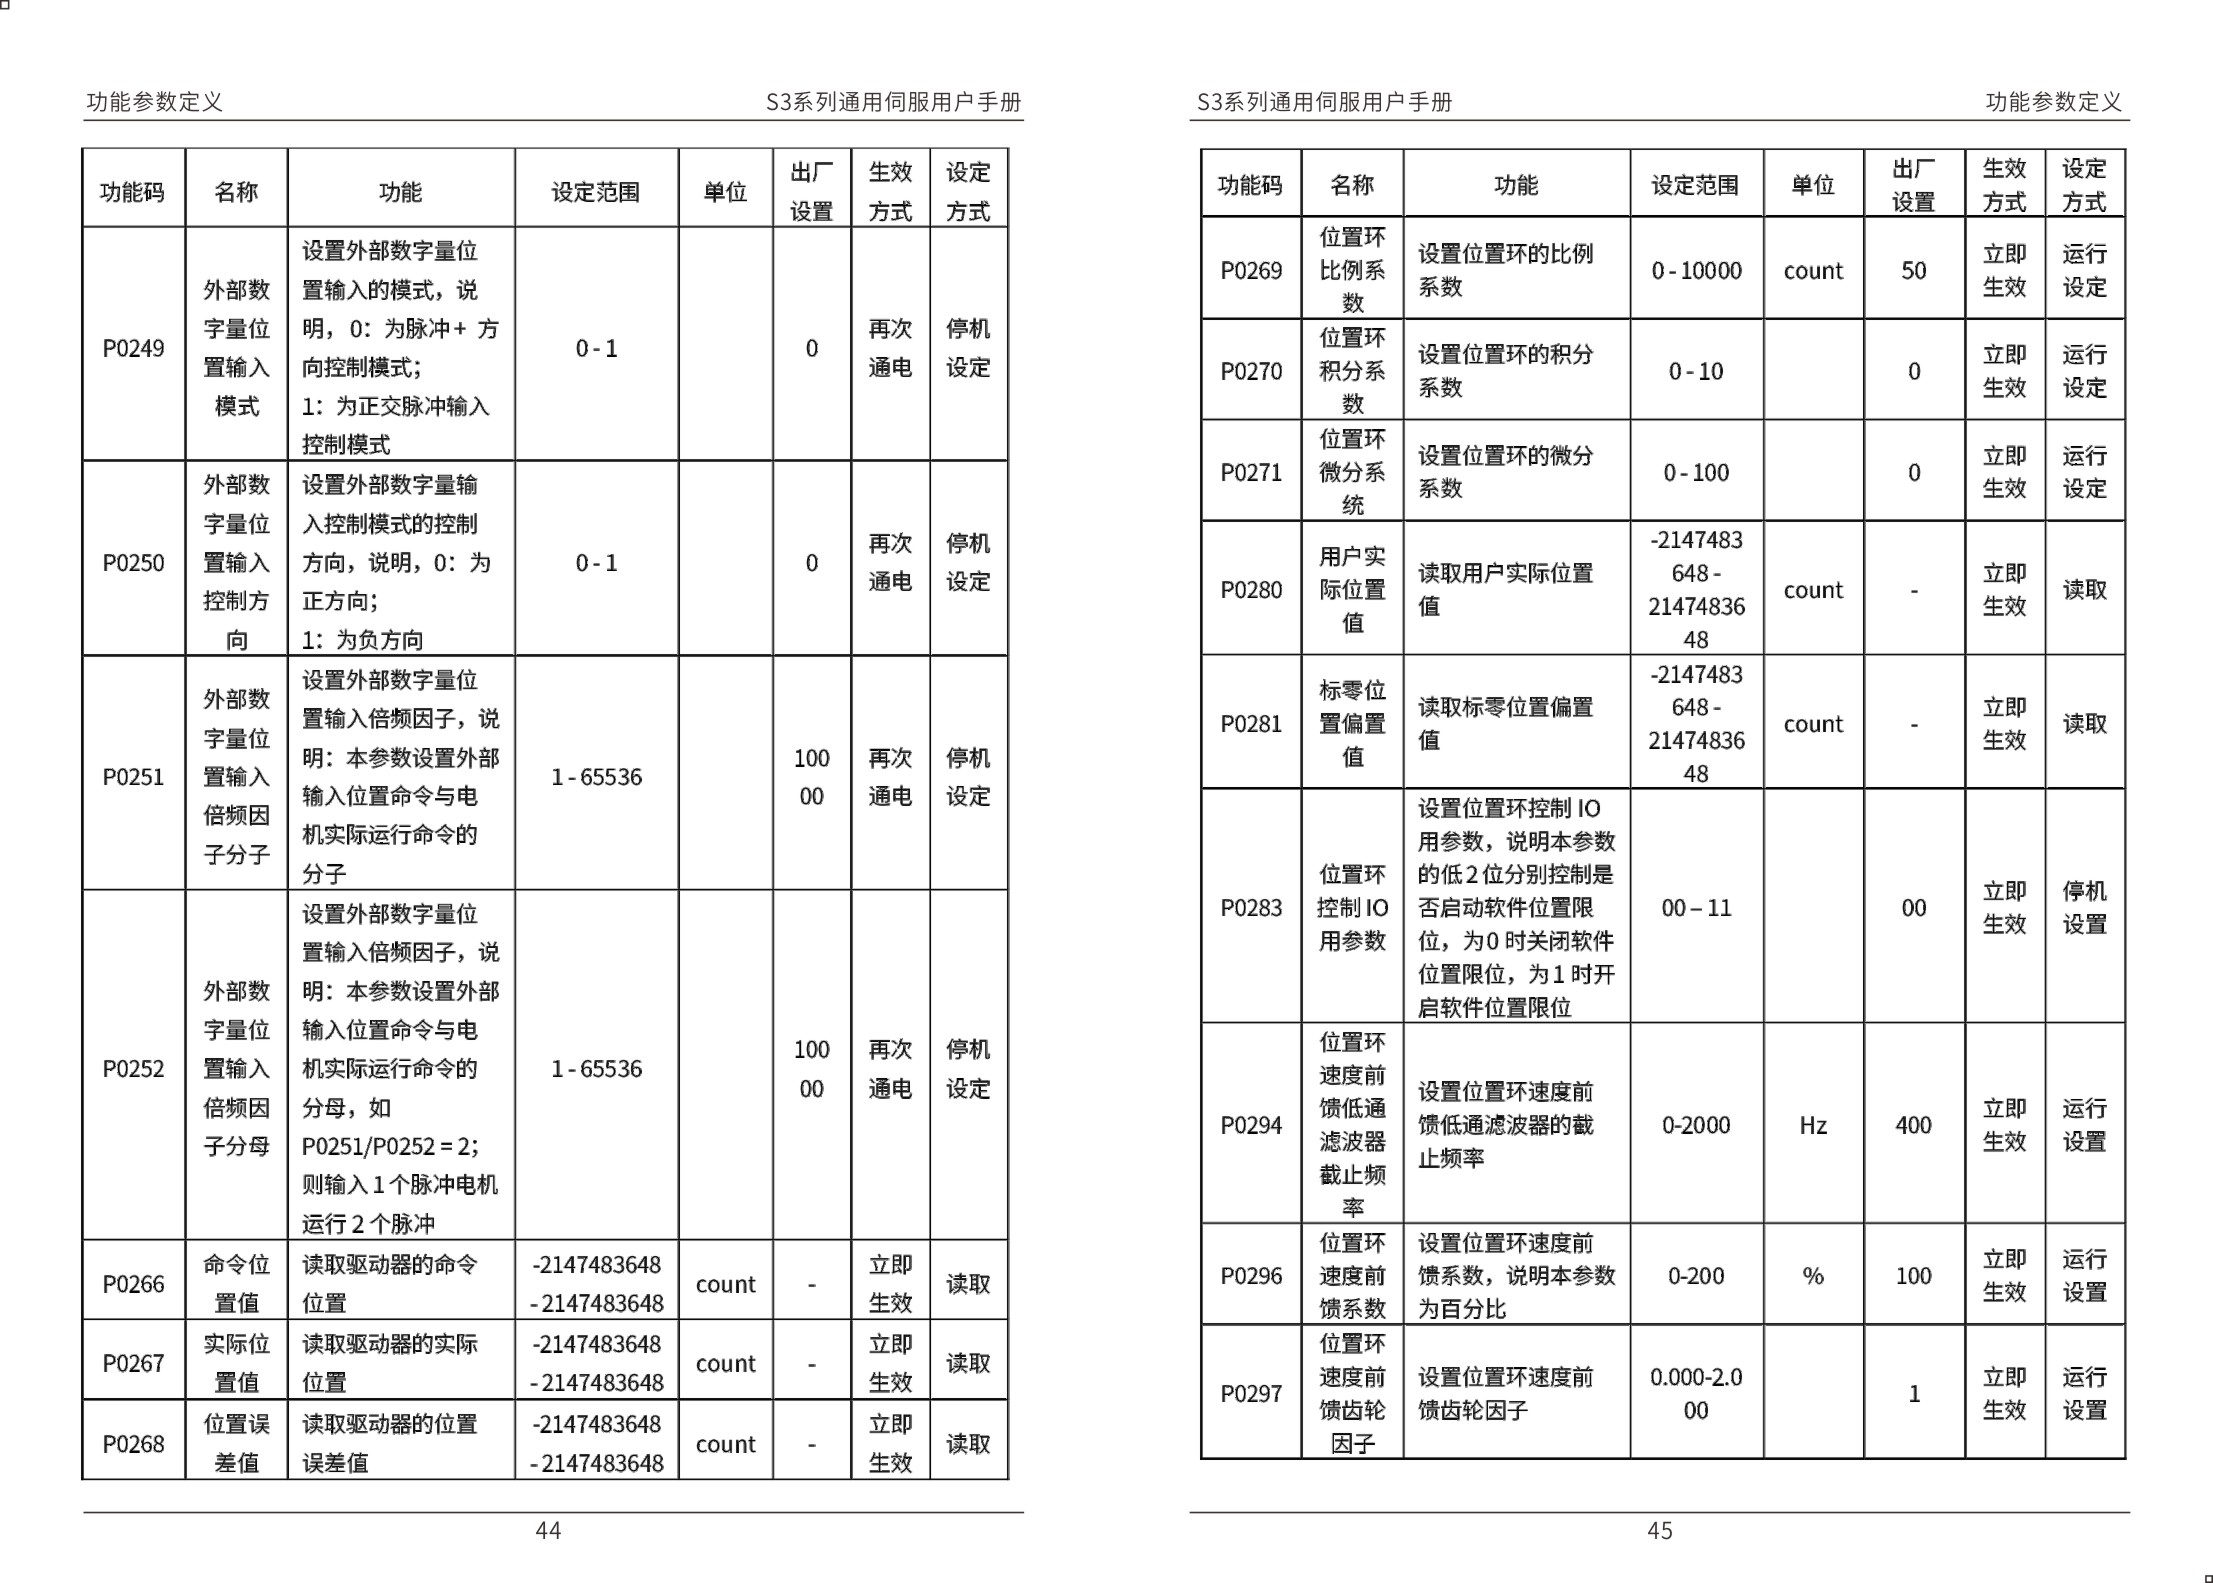 功能参数定义
S3系列通用伺服用户手册
功能码 名称 功能 设定范围 单位 出厂设置 生效方式 设定方式
P0249 外部数字量位置输入模式 设置外部数字量位置输入的模式，说明，0：为脉冲+ 方向控制模式；1：为正交脉冲输入控制模式 0-1 0 再次通电 停机设定
P0250 外部数字量位置输入控制方向 设置外部数字量输入控制模式的控制方向，说明，0：为正方向；1：为负方向 0-1 0 再次通电 停机设定
P0251 外部数字量位置输入倍频因子分子 设置外部数字量位置输入倍频因子，说明：本参数设置外部输入位置命令与电机实际运行命令的分子 1-65536 10000 再次通电 停机设定
P0252 外部数字量位置输入倍频因子分母 设置外部数字量位置输入倍频因子，说明：本参数设置外部输入位置命令与电机实际运行命令的分母，如P0251/P0252=2；则输入1个脉冲电机运行2个脉冲 1-65536 10000 再次通电 停机设定
P0266 命令位置值 读取驱动器的命令位置 -2147483648-2147483648 count - 立即生效 读取
P0267 实际位置值 读取驱动器的实际位置 -2147483648-2147483648 count - 立即生效 读取
P0268 位置误差值 读取驱动器的位置误差值 -2147483648-2147483648 count - 立即生效 读取
44
S3系列通用伺服用户手册
功能参数定义
功能码 名称 功能 设定范围 单位 出厂设置 生效方式 设定方式
P0269 位置环比例系数 设置位置环的比例系数 0-10000 count 50 立即生效 运行设定
P0270 位置环积分系数 设置位置环的积分系数 0-10 0 立即生效 运行设定
P0271 位置环微分系统 设置位置环的微分系数 0-100 0 立即生效 运行设定
P0280 用户实际位置值 读取用户实际位置值 -2147483648-2147483648 count - 立即生效 读取
P0281 标零位置偏置值 读取标零位置偏置值 -2147483648-2147483648 count - 立即生效 读取
P0283 位置环控制IO用参数 设置位置环控制IO用参数，说明本参数的低2位分别控制是否启动软件位置限位，为0时关闭软件位置限位，为1时开启软件位置限位 00–11 00 立即生效 停机设置
P0294 位置环速度前馈低通滤波器截止频率 设置位置环速度前馈低通滤波器的截止频率 0-2000 Hz 400 立即生效 运行设置
P0296 位置环速度前馈系数 设置位置环速度前馈系数，说明本参数为百分比 0-200 % 100 立即生效 运行设置
P0297 位置环速度前馈齿轮因子 设置位置环速度前馈齿轮因子 0.000-2.000 1 立即生效 运行设置
45